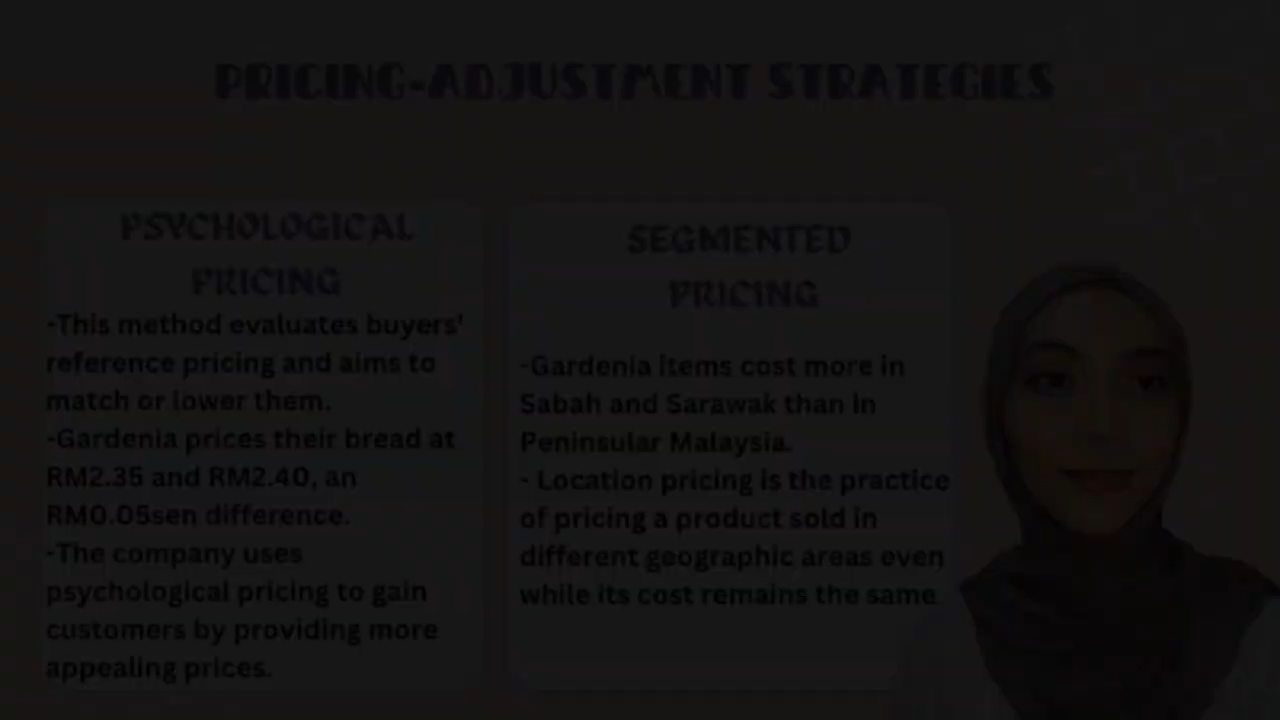 PRICING-ADJUSTMENT STRATEGIES
PSYCHOLOGICAL
PRICING
-This method evaluates buyers'
reference pricing and aims to
match or lower them.
-Gardenia prices their bread at
RM2.35 and RM2.40, an
RM0.05sen difference.
-The company uses
psychological pricing to gain
customers by providing more
appealing prices.
SEGMENTED
PRICING
-Gardenia items cost more in
Sabah and Sarawak than in
Peninsular Malaysia.
- Location pricing is the practice
of pricing a product sold in
different geographic areas even
while its cost remains the same.